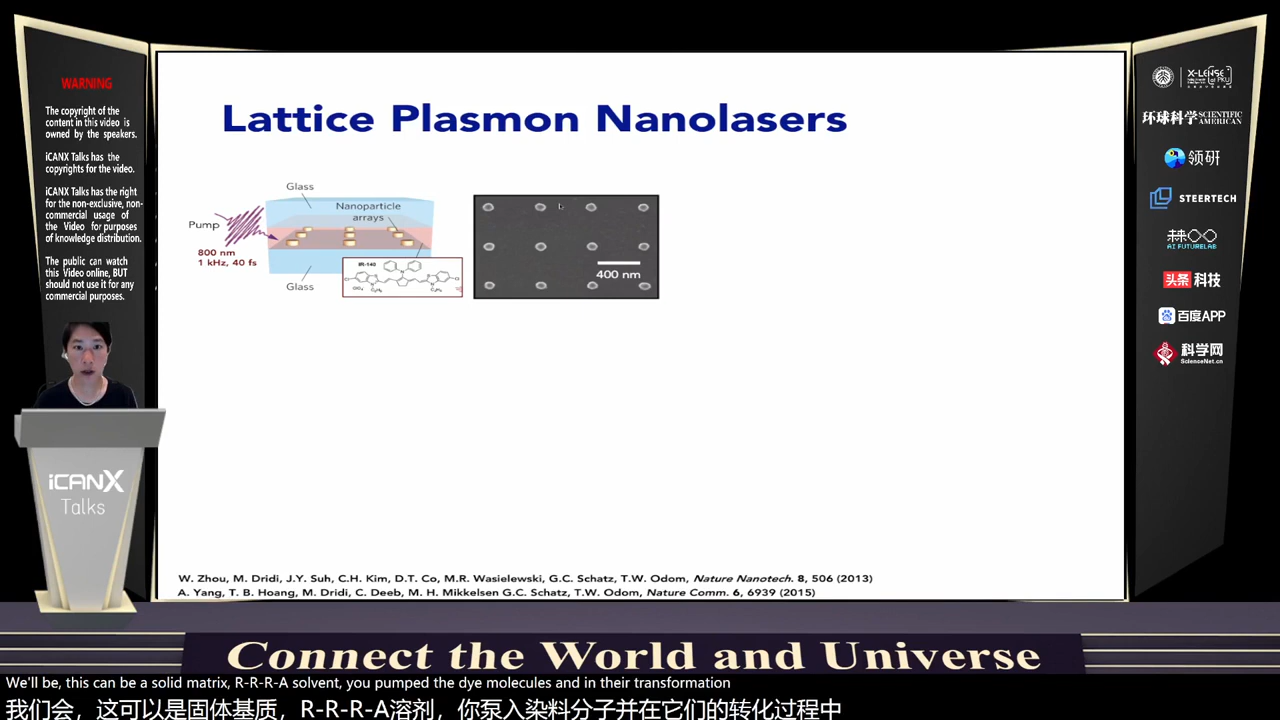 WARNING
The copyright of the
content in this video is
owned by the speakers.
iCANX Talks has the
copyrights for the video.
iCANX Talks has the right
for the non-exclusive, non-
commercial usage of
the Video for purposes
of knowledge distribution.
The public can watch
this Video online, BUT
should not use it for any
commercial purposes.
iCANX
Talks
Lattice Plasmon Nanolasers
Glass
Nanoparticle
arrays
Pump
800 nm
1 kHz, 40 fs
IR-140
Glass
400 nm
W. Zhou, M. Dridi, J.Y. Suh, C.H. Kim, D.T. Co, M.R. Wasielewski, G.C. Schatz, T.W. Odom, Nature Nanotech. 8, 506 (2013)
A. Yang, T. B. Hoang, M. Dridi, C. Deeb, M. H. Mikkelsen G.C. Schatz, T.W. Odom, Nature Comm. 6, 6939 (2015)
X-LENSE
at PKU
环球科学 SCIENTIFIC AMERICAN
领研
STEERTECH
AI FUTURELAB
头条 科技
百度APP
科学网
ScienceNet.cn
Connect the World and Universe
We'll be, this can be a solid matrix, R-R-R-A solvent, you pumped the dye molecules and in their transformation
我们会，这可以是固体基质，R-R-R-A溶剂，你泵入染料分子并在它们的转化过程中